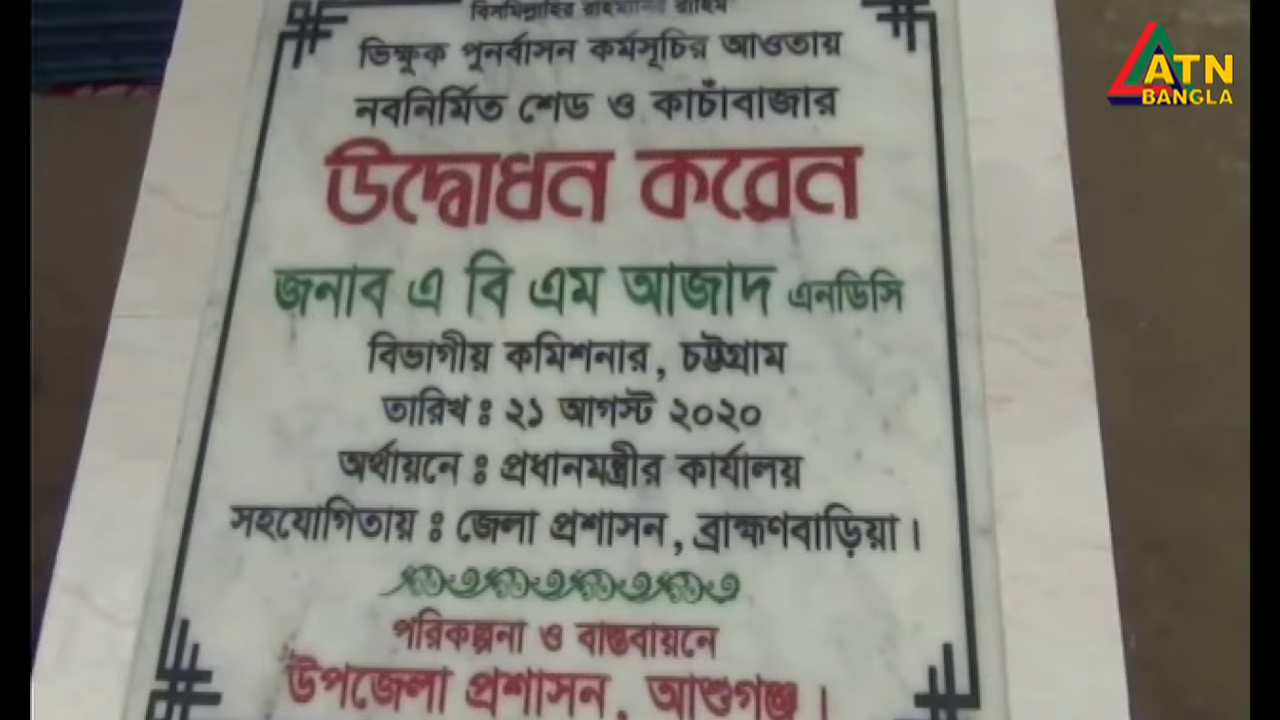 বিসমিল্লাহির রাহমানির রাহিম
ভিক্ষুক পুনর্বাসন কর্মসূচির আওতায়
নবনির্মিত শেড ও কাচাঁবাজার
উদ্বোধন করেন
জনাব এ বি এম আজাদ এনডিসি
বিভাগীয় কমিশনার, চট্টগ্রাম
তারিখ ঃ ২১ আগস্ট ২০২০
অর্থায়নে ঃ প্রধানমন্ত্রীর কার্যালয়
সহযোগিতায় ঃ জেলা প্রশাসন, ব্রাহ্মণবাড়িয়া।
পরিকল্পনা ও বাস্তবায়নে
উপজেলা প্রশাসন, আশুগঞ্জ।
ATN
BANGLA